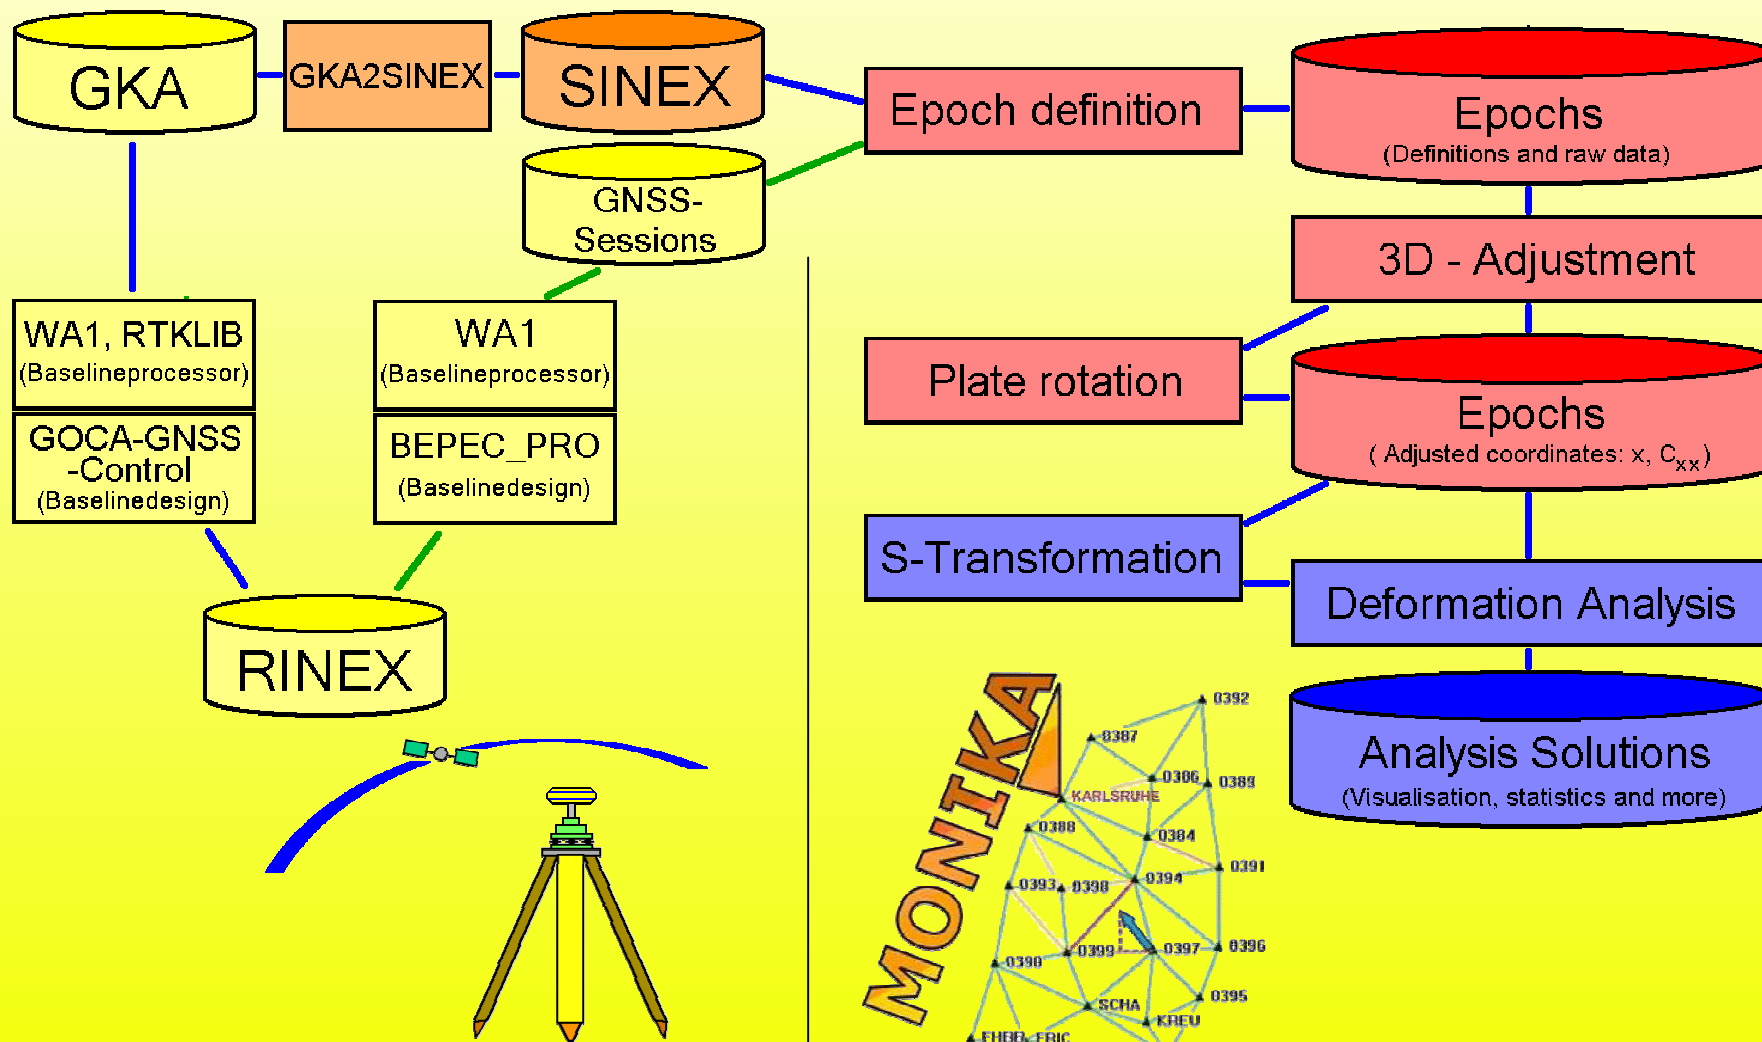 GKA
GKA2SINEX
SINEX
GNSS-
Sessions
WA1, RTKLIB
(Baselineprocessor)
GOCA-GNSS
-Control
(Baselinedesign)
WA1
(Baselineprocessor)
BEPEC_PRO
(Baselinedesign)
RINEX
Epoch definition
Epochs
(Definitions and raw data)
3D - Adjustment
Plate rotation
Epochs
( Adjusted coordinates: x, Cxx)
S-Transformation
Deformation Analysis
Analysis Solutions
(Visualisation, statistics and more)
MONIKA
0392
0387
0386
0389
KARLSRUHE
0388
0384
0391
0393
0398
0394
0399
0397
0396
0390
0395
SCHA
KREU